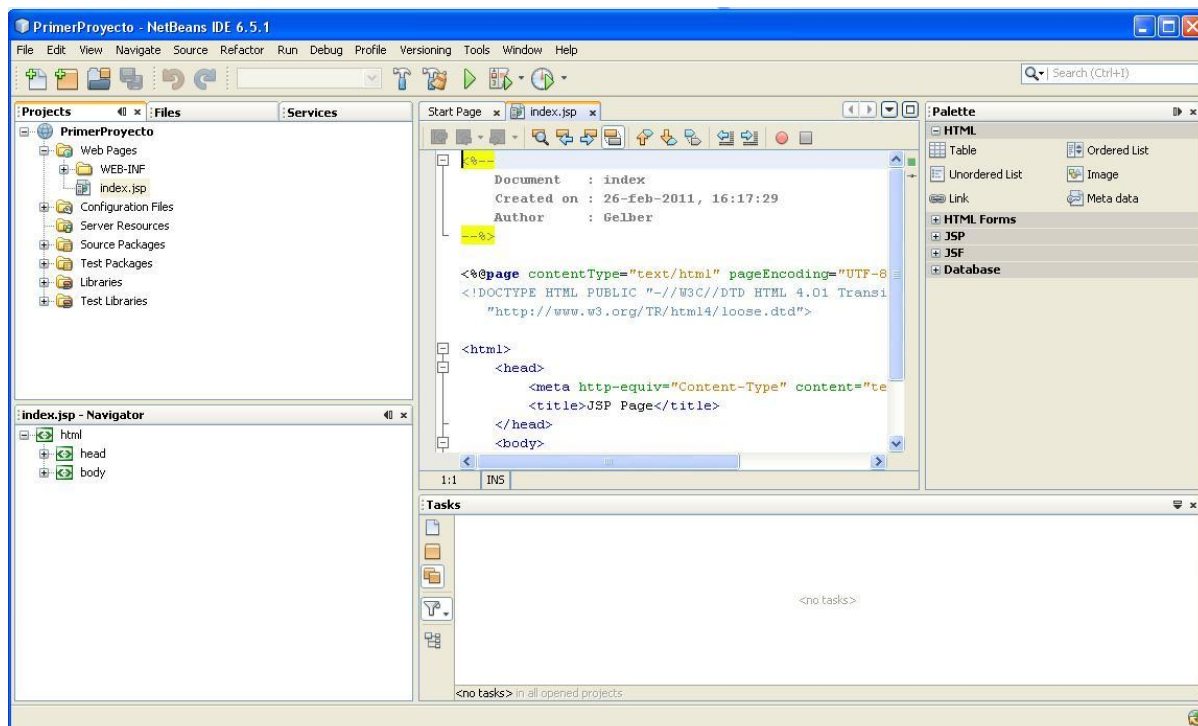 PrimerProyecto - NetBeans IDE 6.5.1
File Edit View Navigate Source Refactor Run Debug Profile Versioning Tools Window Help
Search (Ctrl+I)
Projects
Files
Services
PrimerProyecto
Web Pages
WEB-INF
index.jsp
Configuration Files
Server Resources
Source Packages
Test Packages
Libraries
Test Libraries
index.jsp - Navigator
html
head
body
Start Page
index.jsp
<%--
Document   : index
Created on : 26-feb-2011, 16:17:29
Author     : Gelber
--%>
<%@page contentType="text/html" pageEncoding="UTF-8
<!DOCTYPE HTML PUBLIC "-//W3C//DTD HTML 4.01 Transi
"http://www.w3.org/TR/html4/loose.dtd">
<html>
<head>
<meta http-equiv="Content-Type" content="te
<title>JSP Page</title>
</head>
<body>
1:1 INS
Palette
HTML
Table Ordered List
Unordered List Image
Link Meta data
HTML Forms
JSP
JSF
Database
Tasks
<no tasks>
<no tasks> in all opened projects